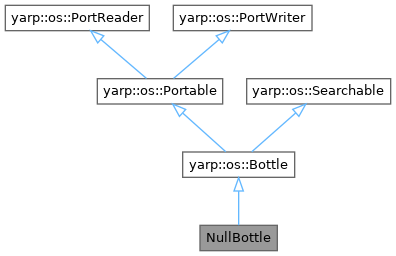 yarp::os::PortReader
yarp::os::PortWriter
yarp::os::Portable
yarp::os::Searchable
yarp::os::Bottle
NullBottle